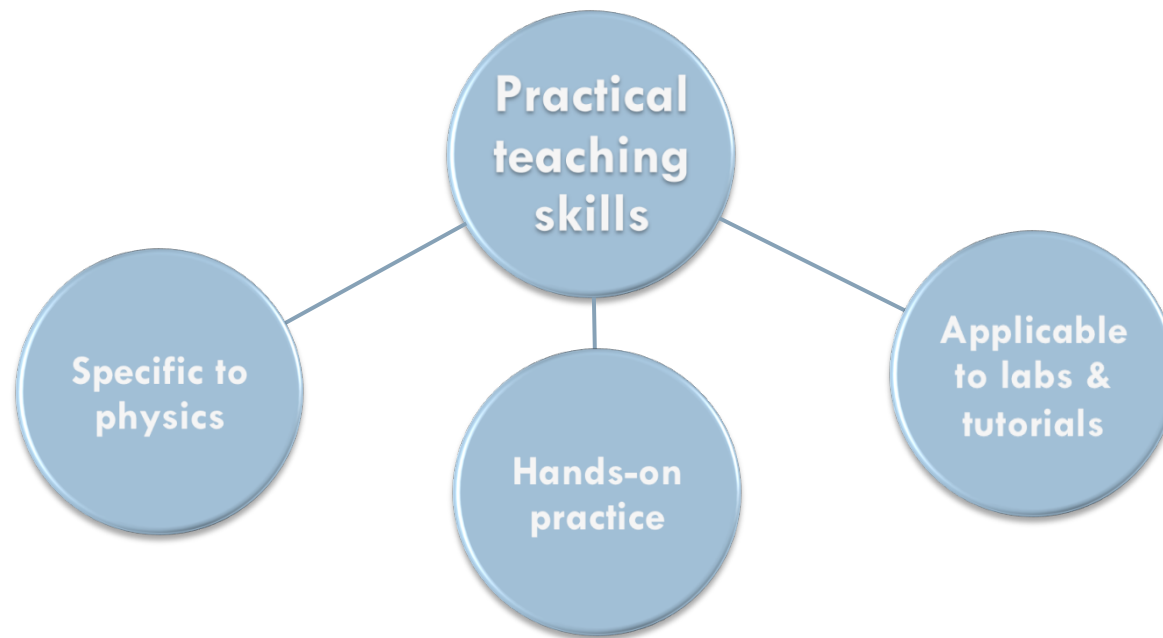 Practical
teaching
skills
Specific to
physics
Hands-on
practice
Applicable
to labs &
tutorials